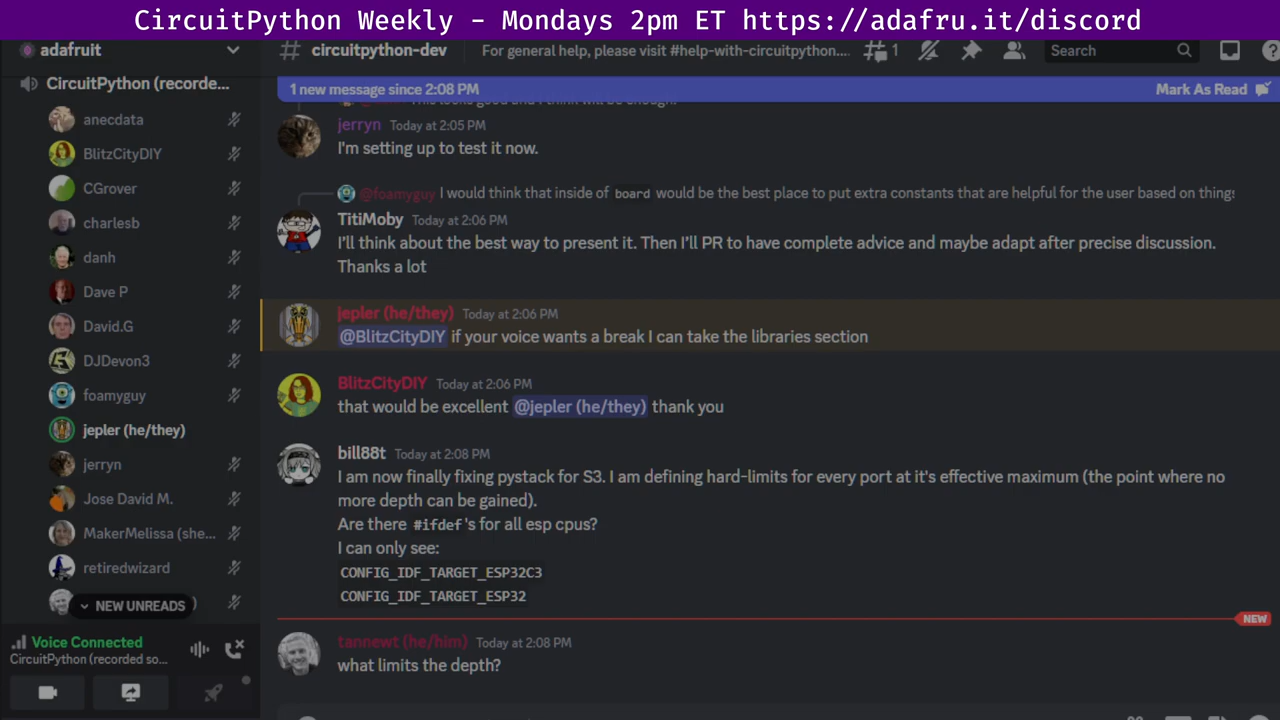 CircuitPython Weekly - Mondays 2pm ET https://adafru.it/discord
adafruit
# circuitpython-dev
For general help, please visit #help-with-circuitpython....
1
Search
CircuitPython (recorde...
1 new message since 2:08 PM
Mark As Read
anecdata
BlitzCityDIY
CGrover
charlesb
danh
Dave P
David.G
DJDevon3
foamyguy
jepler (he/they)
jerryn
Jose David M.
MakerMelissa (she...
retiredwizard
NEW UNREADS
)
Voice Connected
CircuitPython (recorded so...
This looks good and I think will be enough.
jerryn Today at 2:05 PM
I'm setting up to test it now.
@foamyguy I would think that inside of board would be the best place to put extra constants that are helpful for the user based on things
TitiMoby Today at 2:06 PM
I'll think about the best way to present it. Then I'll PR to have complete advice and maybe adapt after precise discussion.
Thanks a lot
jepler (he/they) Today at 2:06 PM
@BlitzCityDIY if your voice wants a break I can take the libraries section
BlitzCityDIY Today at 2:06 PM
that would be excellent @jepler (he/they) thank you
bill88t Today at 2:08 PM
I am now finally fixing pystack for S3. I am defining hard-limits for every port at it's effective maximum (the point where no
more depth can be gained).
Are there #ifdef's for all esp cpus?
I can only see:
CONFIG_IDF_TARGET_ESP32C3
CONFIG_IDF_TARGET_ESP32
NEW
tannewt (he/him) Today at 2:08 PM
what limits the depth?